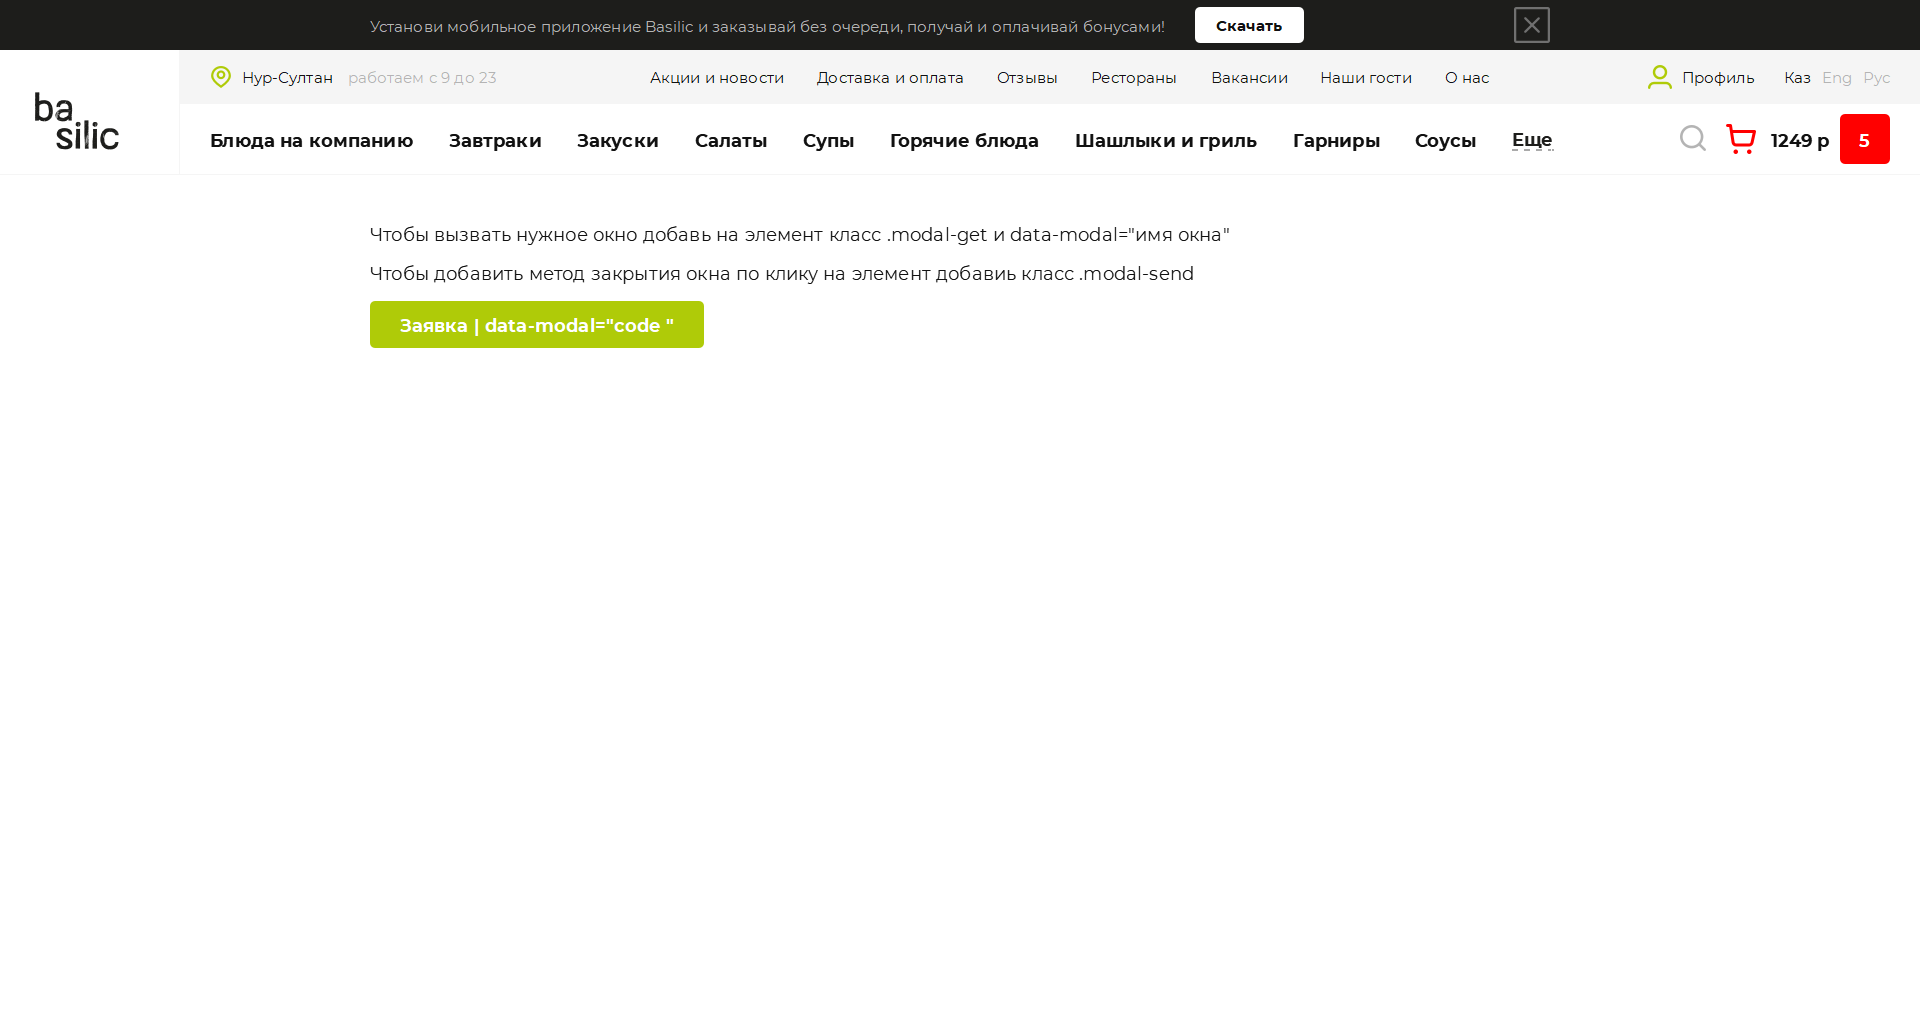 Установи мобильное приложение Basilic и заказывай без очереди, получай и оплачивай бонусами! Скачать
ba
silic
Нур-Султан работаем с 9 до 23 Акции и новости Доставка и оплата Отзывы Рестораны Вакансии Наши гости О нас Профиль Каз Eng Рус
Блюда на компанию Завтраки Закуски Салаты Супы Горячие блюда Шашлыки и гриль Гарниры Соусы Еще 1249 р 5
Чтобы вызвать нужное окно добавь на элемент класс .modal-get и data-modal="имя окна"
Чтобы добавить метод закрытия окна по клику на элемент добавиь класс .modal-send
Заявка | data-modal="code "